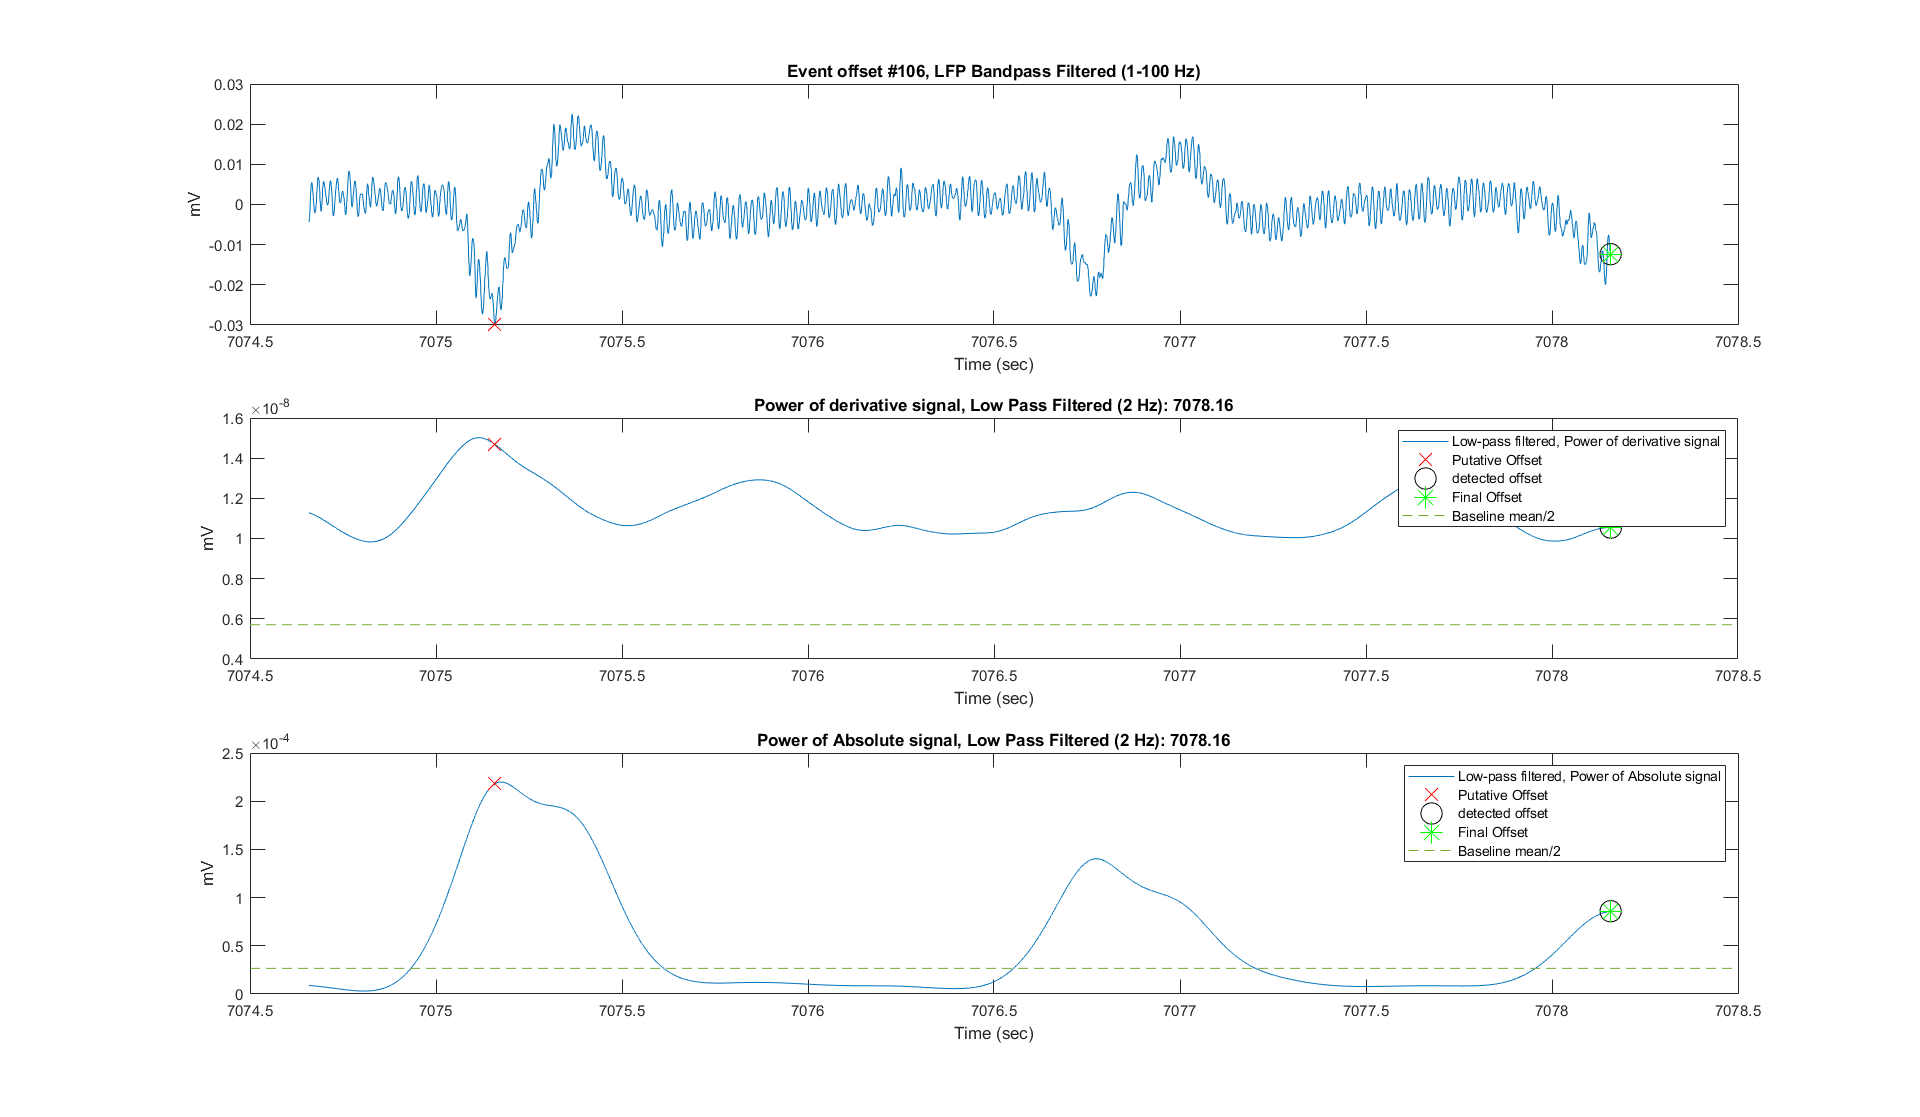 Event offset #106, LFP Bandpass Filtered (1-100 Hz)
0.03
0.02
0.01
0
-0.01
-0.02
-0.03
mV
7074.5 7075 7075.5 7076 7076.5 7077 7077.5 7078 7078.5
Time (sec)
Power of derivative signal, Low Pass Filtered (2 Hz): 7078.16
×10⁻⁸
1.6
1.4
1.2
1
0.8
0.6
0.4
mV
Low-pass filtered, Power of derivative signal
Putative Offset
detected offset
Final Offset
Baseline mean/2
7074.5 7075 7075.5 7076 7076.5 7077 7077.5 7078 7078.5
Time (sec)
Power of Absolute signal, Low Pass Filtered (2 Hz): 7078.16
×10⁻⁴
2.5
2
1.5
1
0.5
0
mV
Low-pass filtered, Power of Absolute signal
Putative Offset
detected offset
Final Offset
Baseline mean/2
7074.5 7075 7075.5 7076 7076.5 7077 7077.5 7078 7078.5
Time (sec)